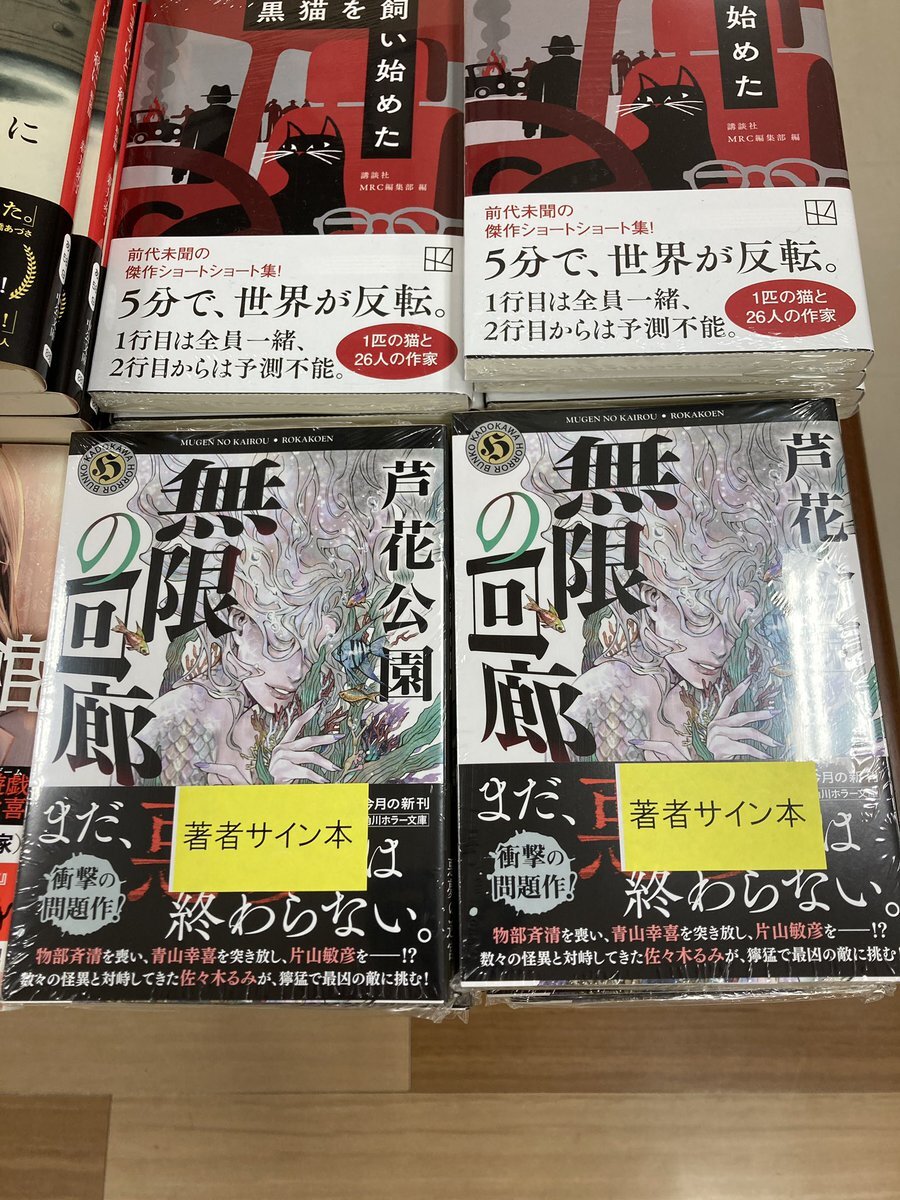 に
た。」
黒猫を飼い始めた
講談社
MRC編集部 編
前代未聞の
傑作ショートショート集!
5分で、世界が反転。
1行目は全員一緒、
2行目からは予測不能。
1匹の猫と
26人の作家
始めた
講談社
MRC編集部 編
前代未聞の
傑作ショートショート集!
5分で、世界が反転。
1行目は全員一緒、
2行目からは予測不能。
1匹の猫と
26人の作家
MUGEN NO KAIROU • ROKAKOEN
KADOKAWA HORROR BUNKO
H
無限の回廊
芦花公園
今月の新刊
川ホラー文庫
著者サイン本
まだ、
は
終わらない。
衝撃の
問題作!
物部斉清を喪い、青山幸喜を突き放し、片山敏彦を――!?
数々の怪異と対峙してきた佐々木るみが、獰猛で最凶の敵に挑む!
MUGEN NO KAIROU • ROKAKOEN
KADOKAWA HORROR BUNKO
H
無限の回廊
芦花
今月の新刊
川ホラー文庫
著者サイン本
まだ、
は
終わらない。
衝撃の
問題作!
物部斉清を喪い、青山幸喜を突き放し、片山敏彦を――!?
数々の怪異と対峙してきた佐々木るみが、獰猛で最凶の敵に挑む!